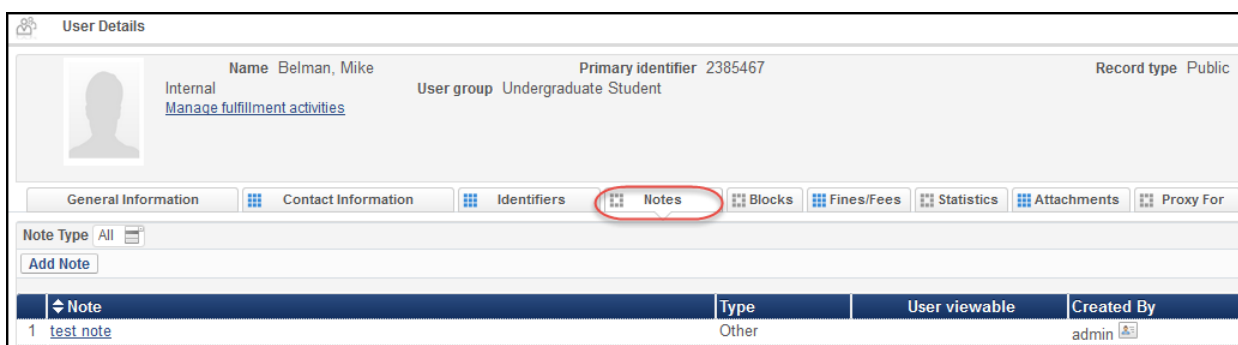 User Details
Name Belman, Mike Primary identifier 2385467 Record type Public
Internal User group Undergraduate Student
Manage fulfillment activities
General Information Contact Information Identifiers Notes Blocks Fines/Fees Statistics Attachments Proxy For
Note Type All
Add Note
Note Type User viewable Created By
1 test note Other admin